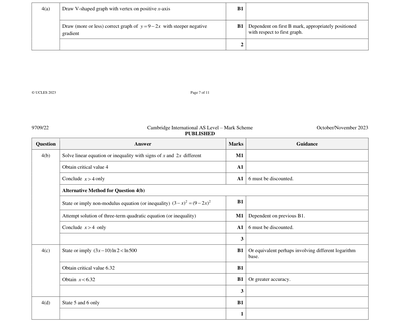 4(a) Draw V-shaped graph with vertex on positive x-axis B1
Draw (more or less) correct graph of y = 9 − 2x with steeper negative gradient B1 Dependent on first B mark, appropriately positioned with respect to first graph.
2
© UCLES 2023 Page 7 of 11
9709/22 Cambridge International AS Level – Mark Scheme October/November 2023
PUBLISHED
Question Answer Marks Guidance
4(b) Solve linear equation or inequality with signs of x and 2x different M1
Obtain critical value 4 A1
Conclude x > 4 only A1 6 must be discounted.
Alternative Method for Question 4(b)
State or imply non-modulus equation (or inequality) (3 − x)² = (9 − 2x)² B1
Attempt solution of three-term quadratic equation (or inequality) M1 Dependent on previous B1.
Conclude x > 4 only A1 6 must be discounted.
3
4(c) State or imply (3x − 10) ln 2 < ln 500 B1 Or equivalent perhaps involving different logarithm base.
Obtain critical value 6.32 B1
Obtain x < 6.32 B1 Or greater accuracy.
3
4(d) State 5 and 6 only B1
1